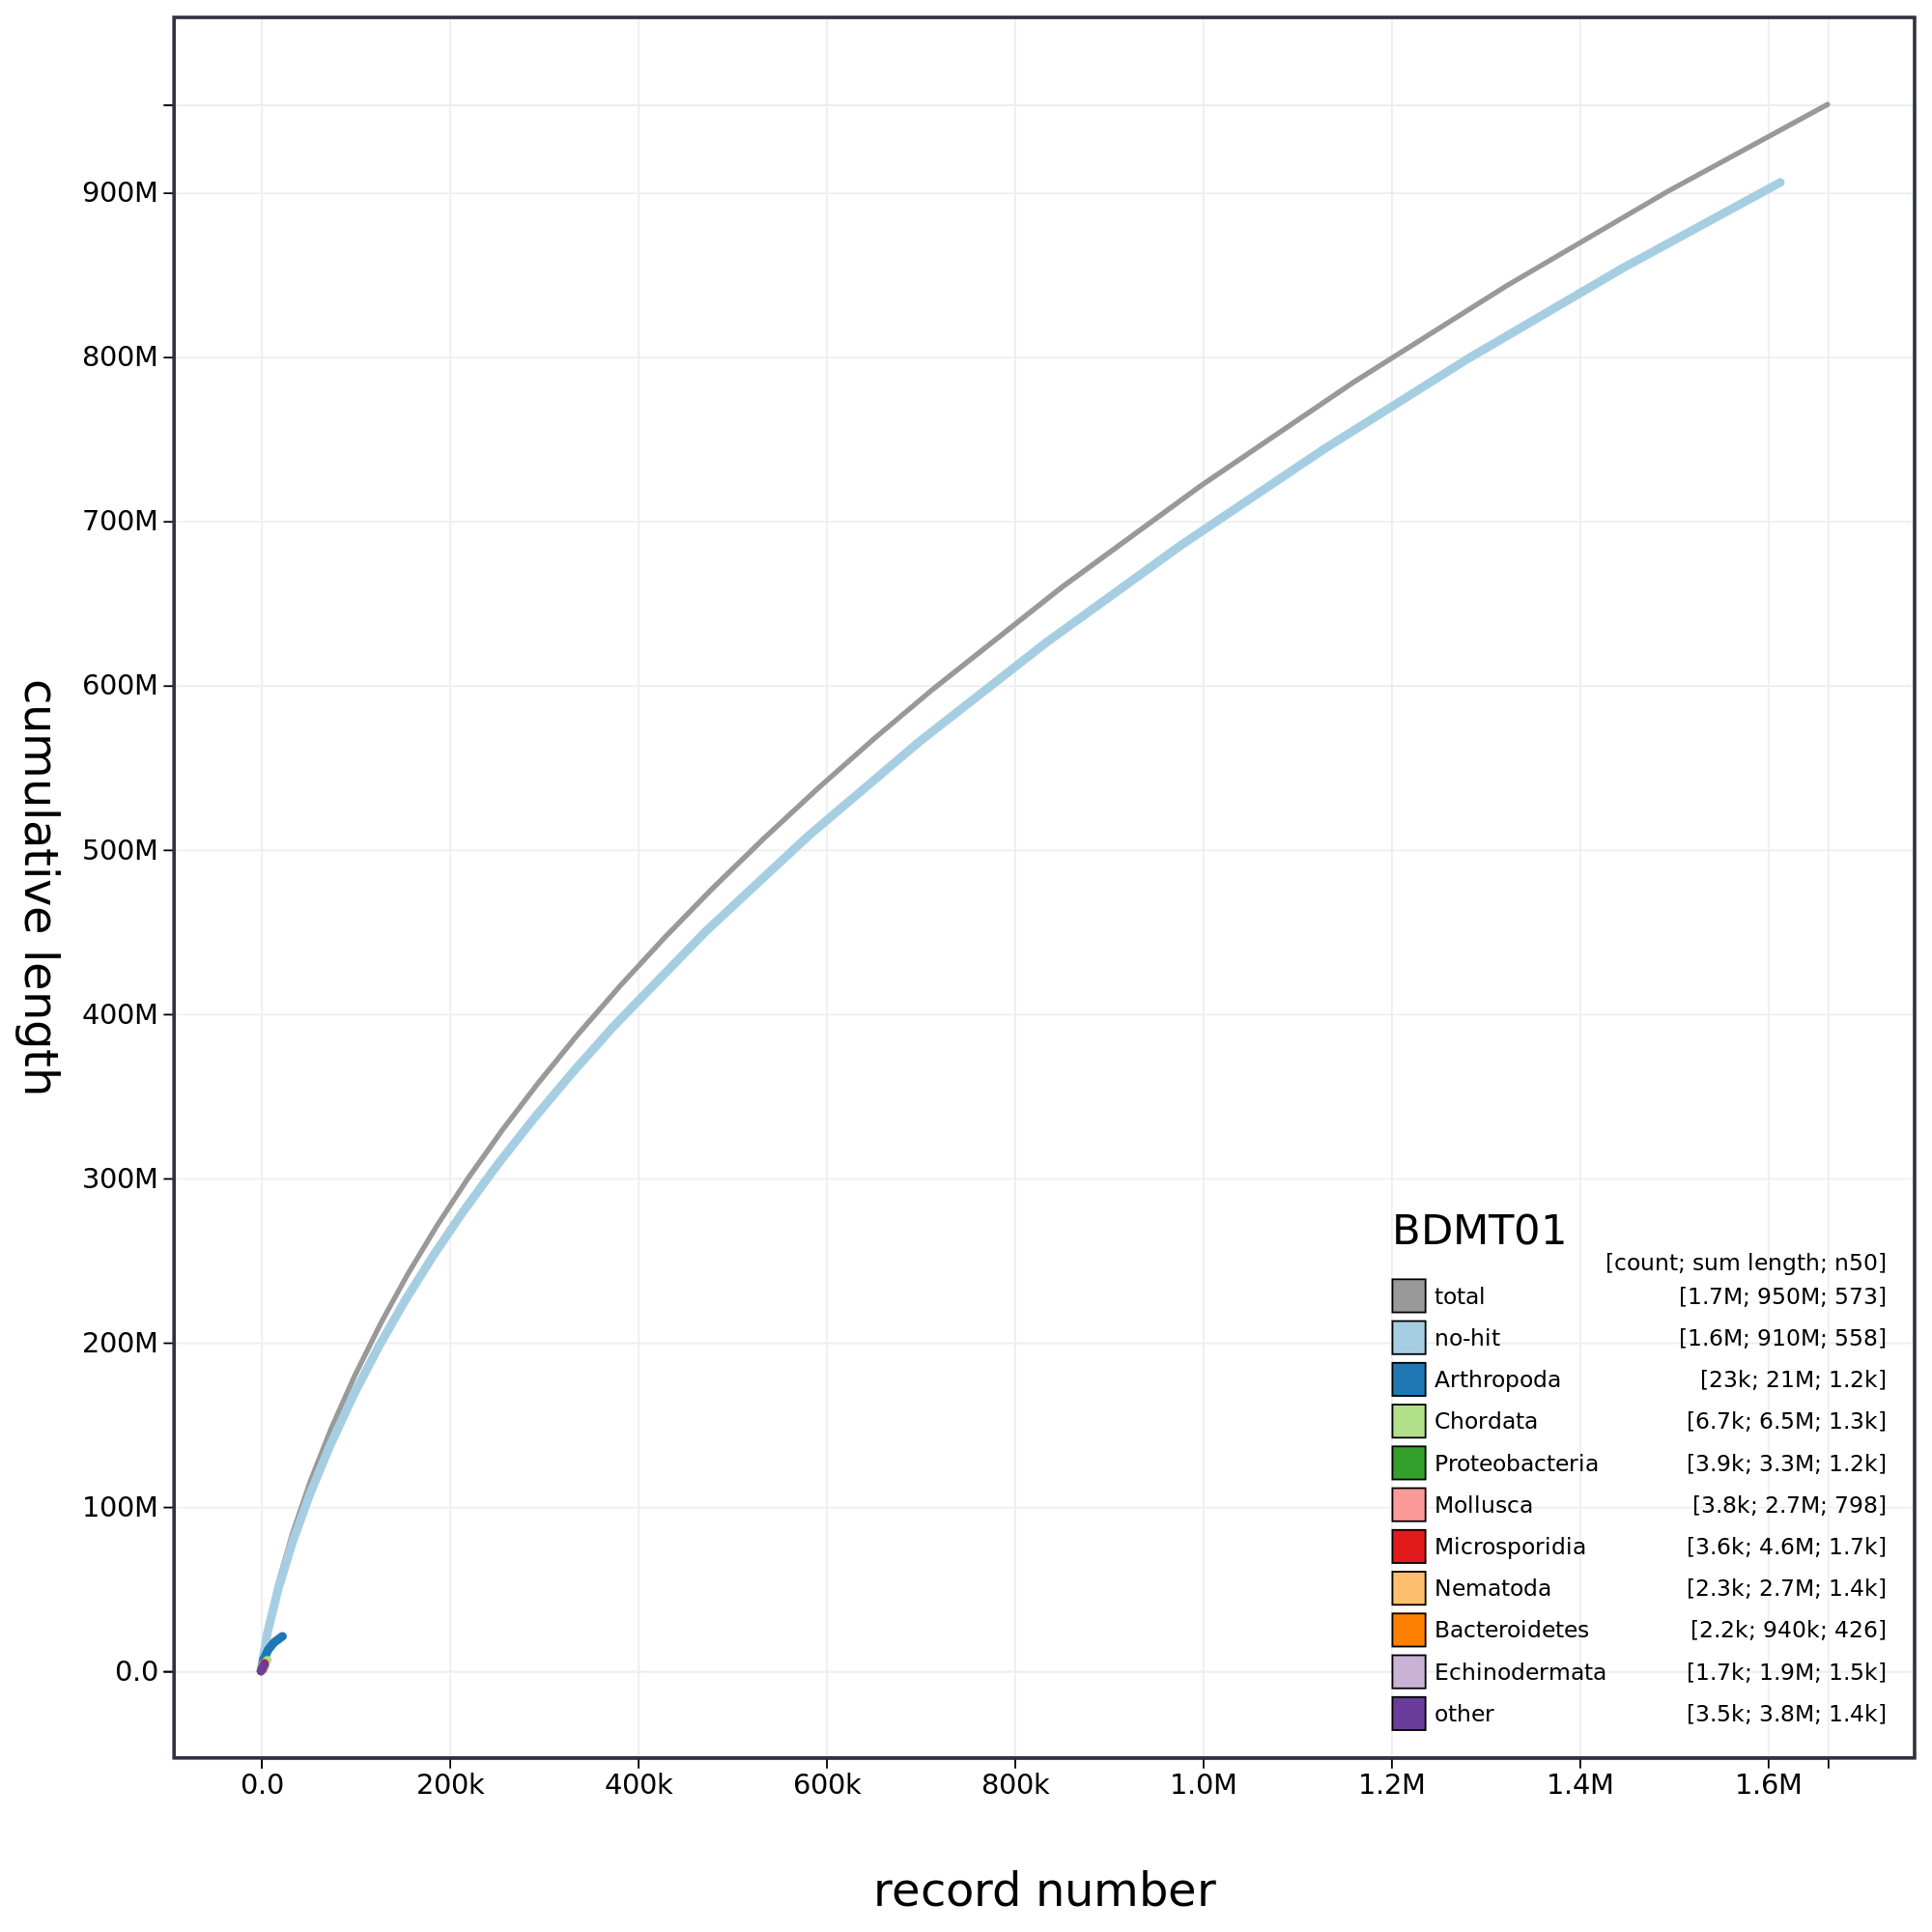 900M
800M
700M
600M
500M
400M
300M
200M
100M
0.0
cumulative length
BDMT01
[count; sum length; n50]
total [1.7M; 950M; 573]
no-hit [1.6M; 910M; 558]
Arthropoda [23k; 21M; 1.2k]
Chordata [6.7k; 6.5M; 1.3k]
Proteobacteria [3.9k; 3.3M; 1.2k]
Mollusca [3.8k; 2.7M; 798]
Microsporidia [3.6k; 4.6M; 1.7k]
Nematoda [2.3k; 2.7M; 1.4k]
Bacteroidetes [2.2k; 940k; 426]
Echinodermata [1.7k; 1.9M; 1.5k]
other [3.5k; 3.8M; 1.4k]
0.0 200k 400k 600k 800k 1.0M 1.2M 1.4M 1.6M
record number